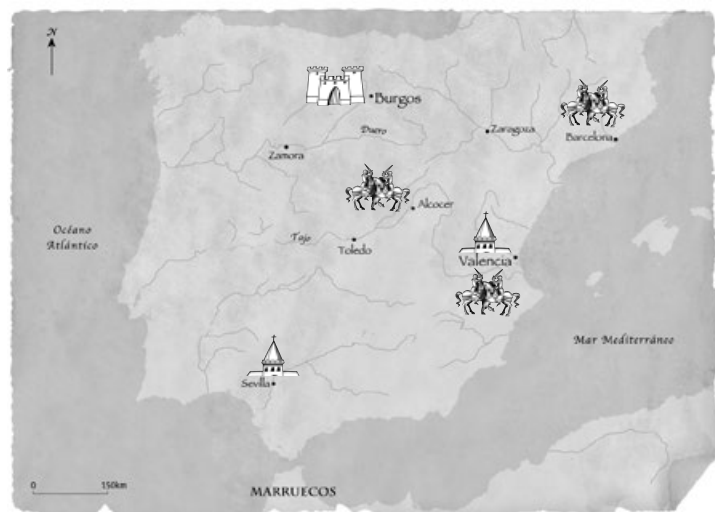 N
Burgos
Duero
Zaragoza
Barcelona
Zamora
Alcocer
Océano
Atlántico
Tajo
Toledo
Valencia
Mar Mediterráneo
Sevilla
0 150km
MARRUECOS